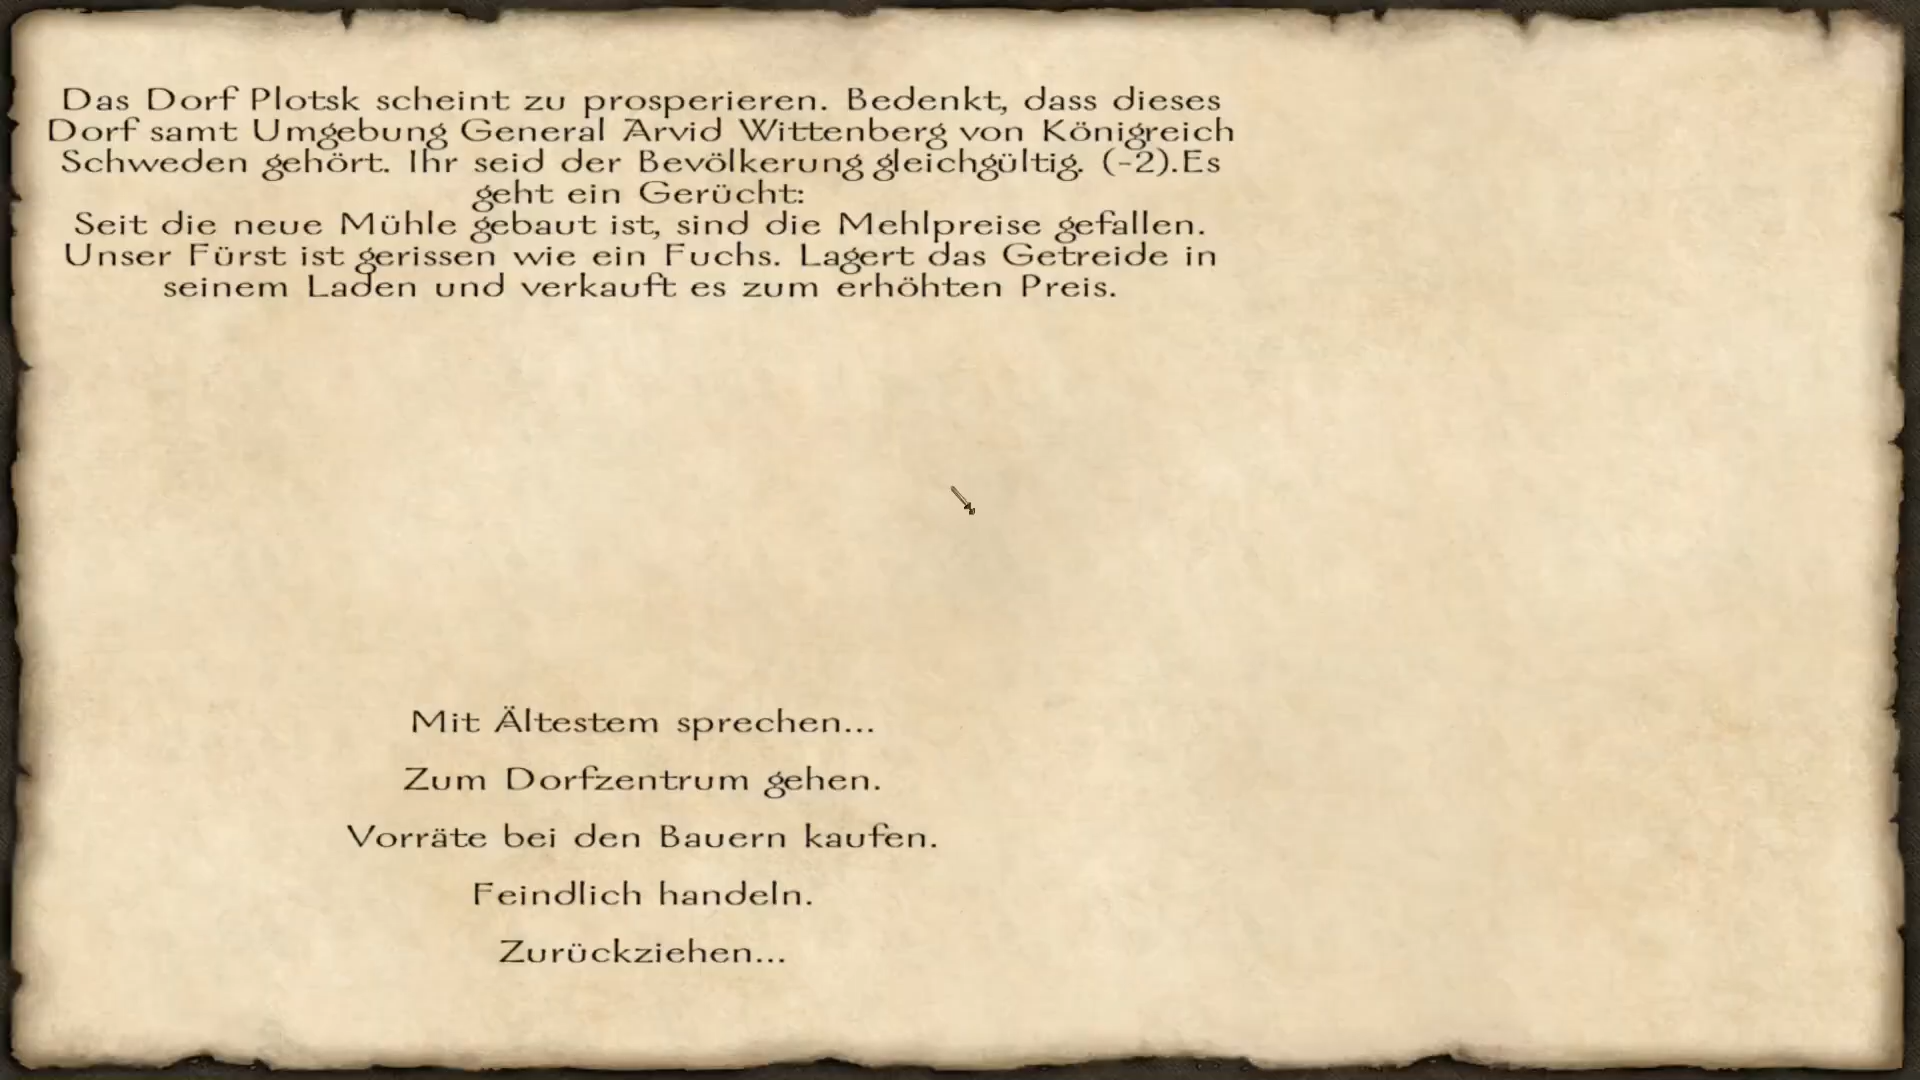 Das Dorf Plotsk scheint zu prosperieren. Bedenkt, dass dieses
Dorf samt Umgebung General Arvid Wittenberg von Königreich
Schweden gehört. Ihr seid der Bevölkerung gleichgültig. (-2).Es
geht ein Gerücht:
Seit die neue Mühle gebaut ist, sind die Mehlpreise gefallen.
Unser Fürst ist gerissen wie ein Fuchs. Lagert das Getreide in
seinem Laden und verkauft es zum erhöhten Preis.
Mit Ältestem sprechen...
Zum Dorfzentrum gehen.
Vorräte bei den Bauern kaufen.
Feindlich handeln.
Zurückziehen...